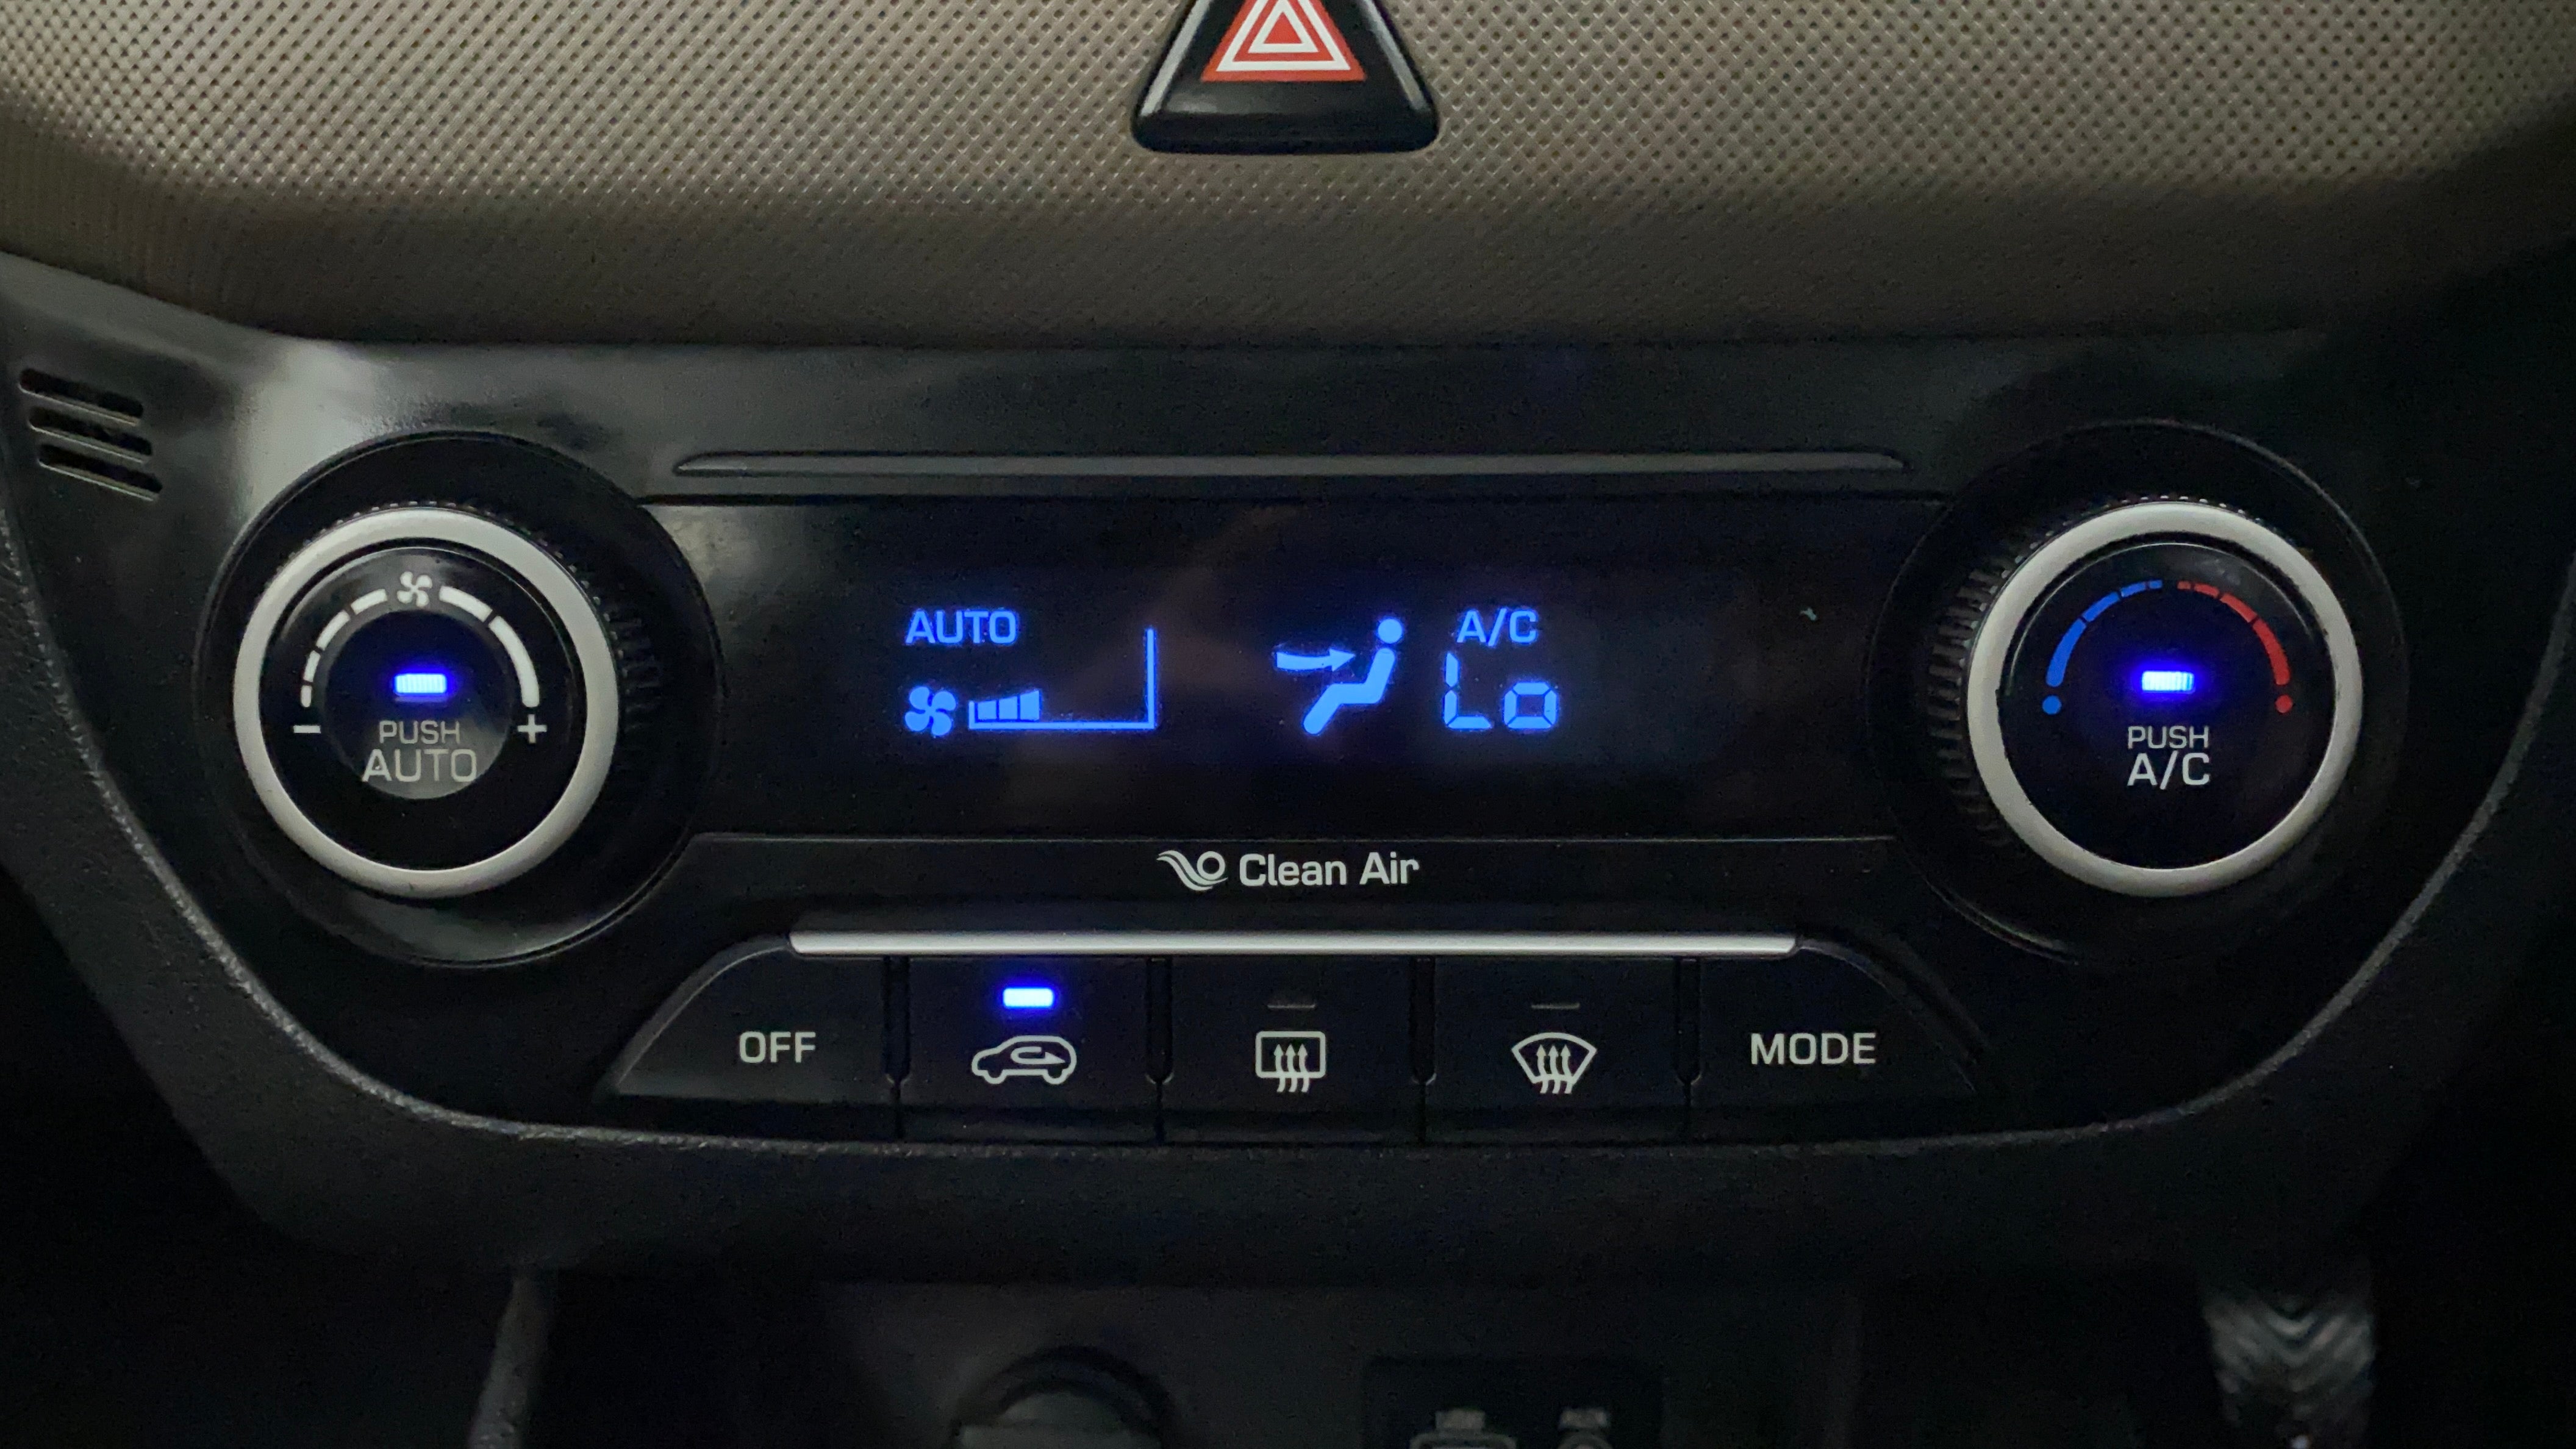 AUTO
A/C
Lo
PUSH
AUTO
PUSH
A/C
Clean Air
OFF
MODE